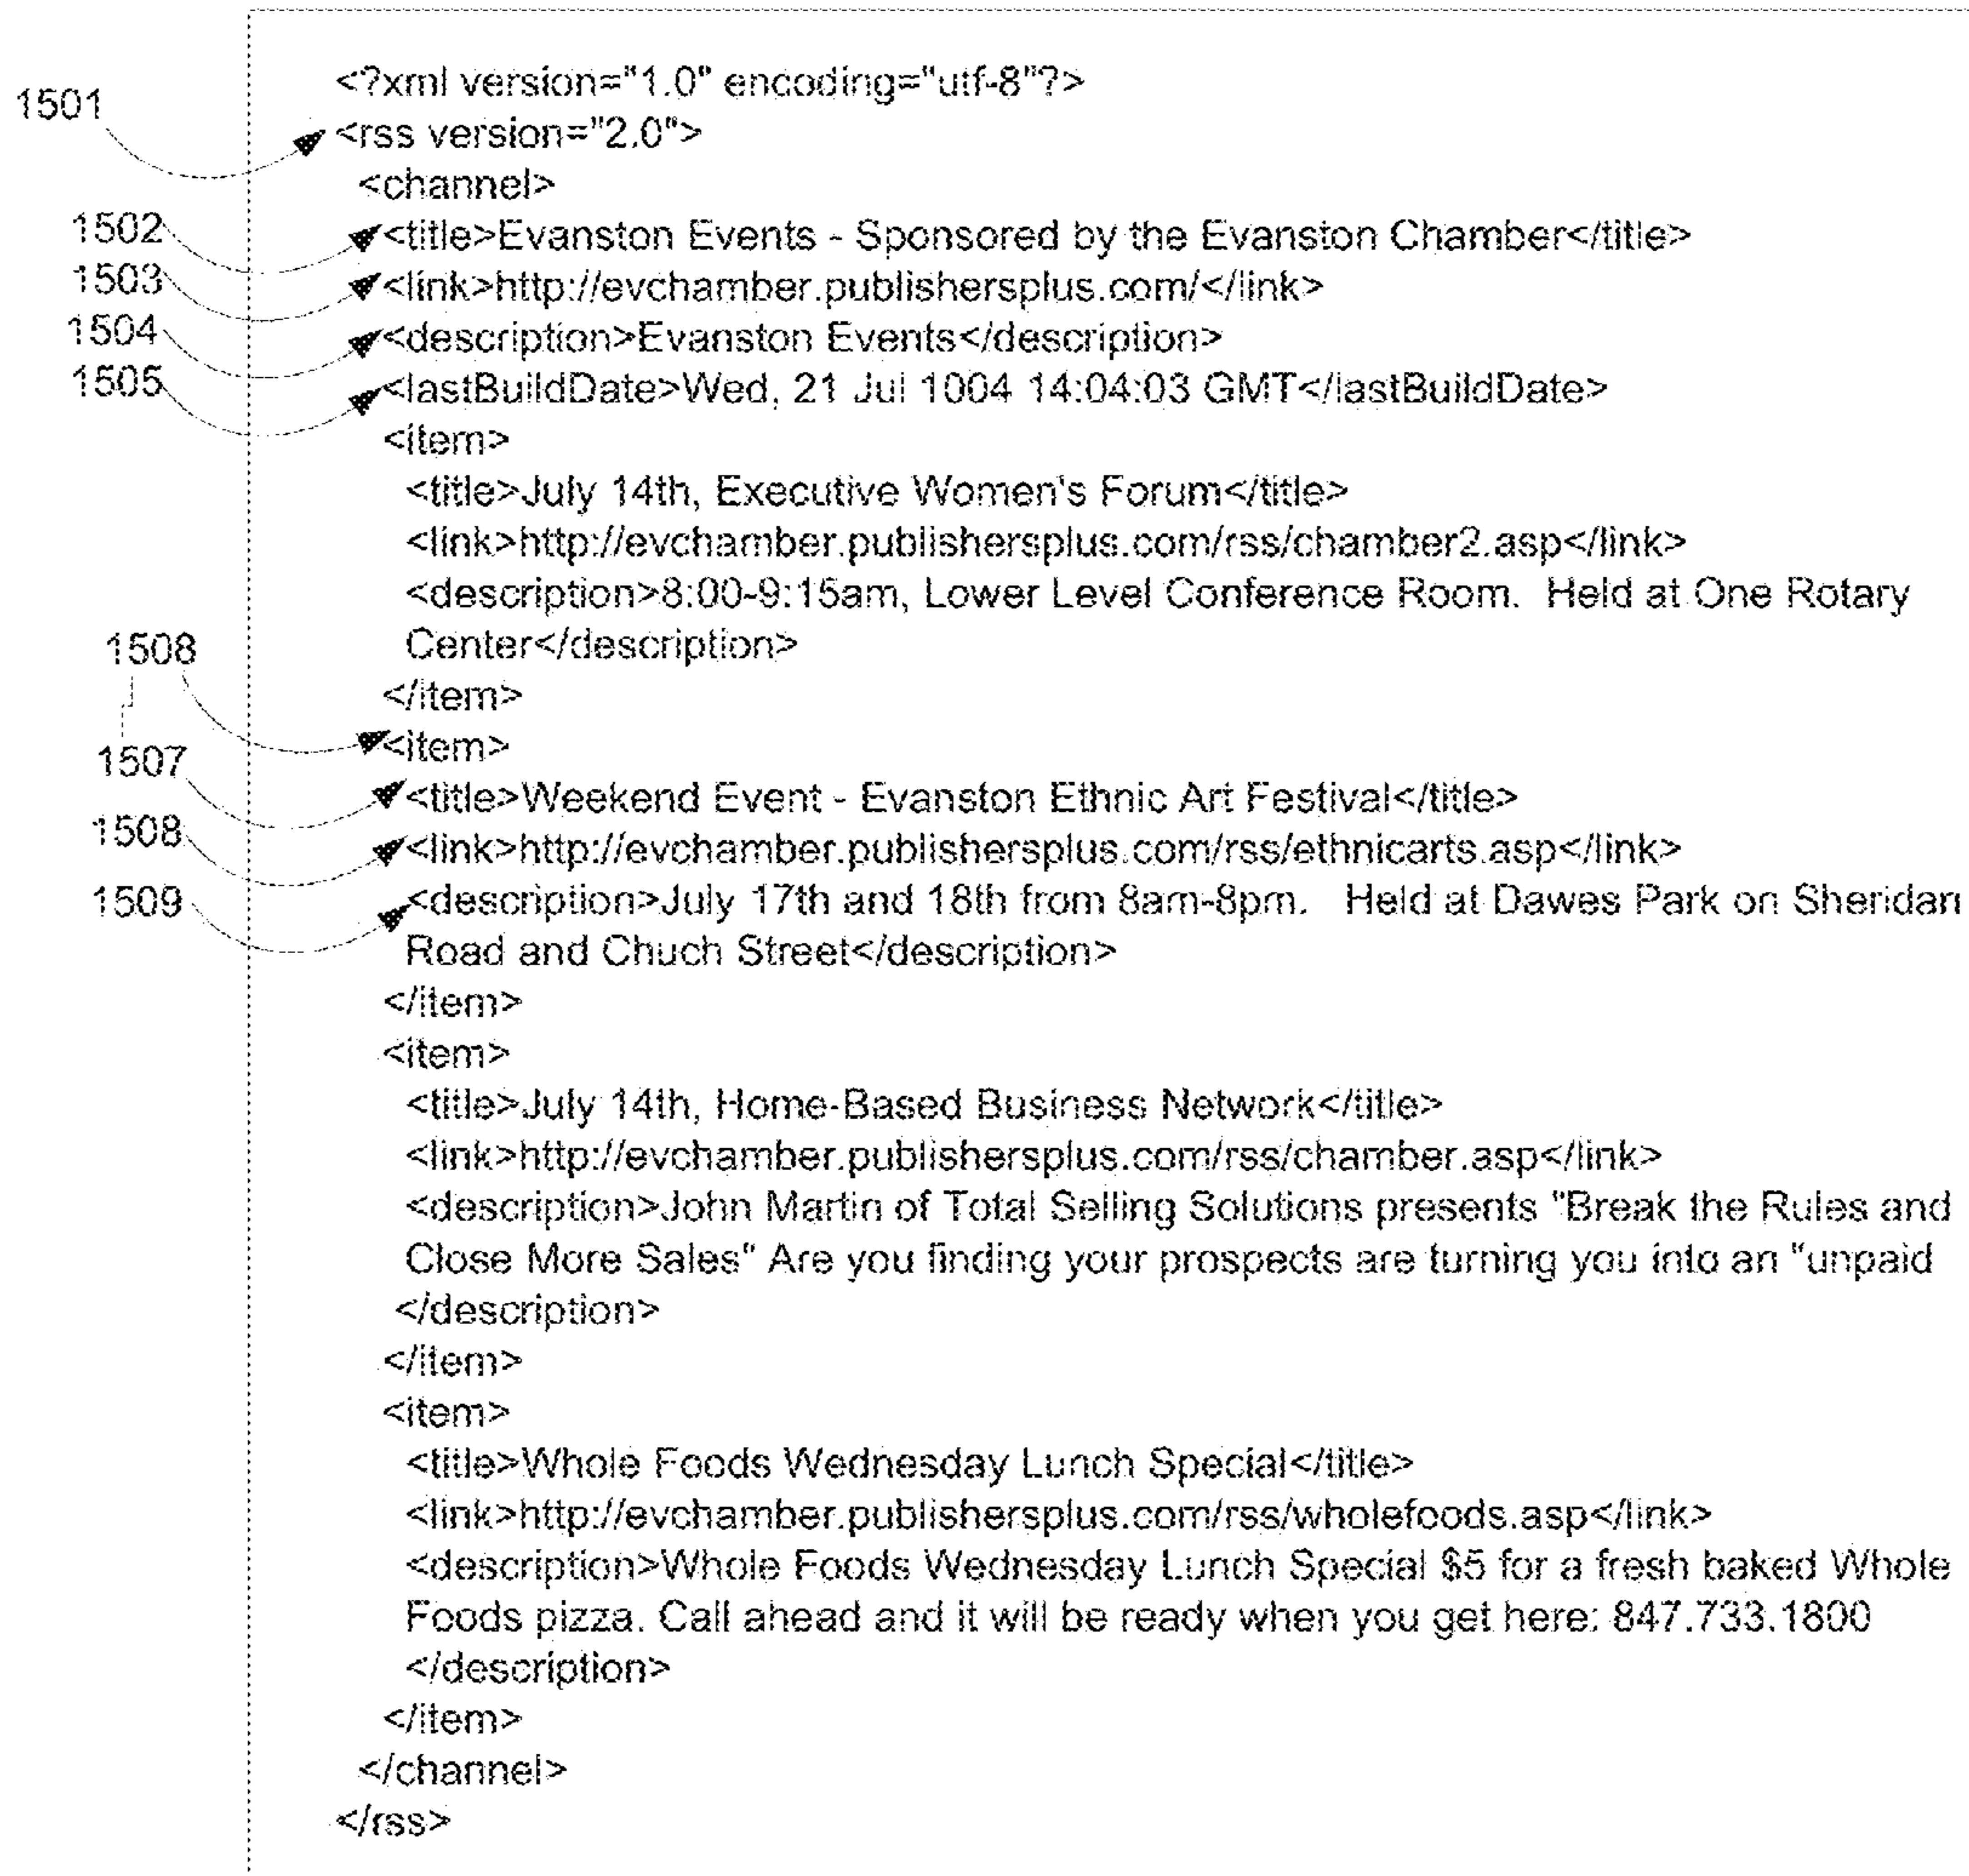 <?xml version="1.0" encoding="utf-8"?>
1501
<rss version="2.0">
<channel>
1502
<title>Evanston Events - Sponsored by the Evanston Chamber</title>
1503
<link>http://evchamber.publishersplus.com/</link>
1504
<description>Evanston Events</description>
1505
<lastBuildDate>Wed, 21 Jul 1004 14:04:03 GMT</lastBuildDate>
<item>
<title>July 14th, Executive Women's Forum</title>
<link>http://evchamber.publishersplus.com/rss/chamber2.asp</link>
<description>8:00-9:15am, Lower Level Conference Room.  Held at One Rotary
Center</description>
1508
</item>
<item>
1507
<title>Weekend Event - Evanston Ethnic Art Festival</title>
1508
<link>http://evchamber.publishersplus.com/rss/ethnicarts.asp</link>
1509
<description>July 17th and 18th from 8am-8pm.   Held at Dawes Park on Sheridan
Road and Chuch Street</description>
</item>
<item>
<title>July 14th, Home-Based Business Network</title>
<link>http://evchamber.publishersplus.com/rss/chamber.asp</link>
<description>John Martin of Total Selling Solutions presents "Break the Rules and
Close More Sales" Are you finding your prospects are turning you into an "unpaid
</description>
</item>
<item>
<title>Whole Foods Wednesday Lunch Special</title>
<link>http://evchamber.publishersplus.com/rss/wholefoods.asp</link>
<description>Whole Foods Wednesday Lunch Special $5 for a fresh baked Whole
Foods pizza. Call ahead and it will be ready when you get here: 847.733.1800
</description>
</item>
</channel>
</rss>